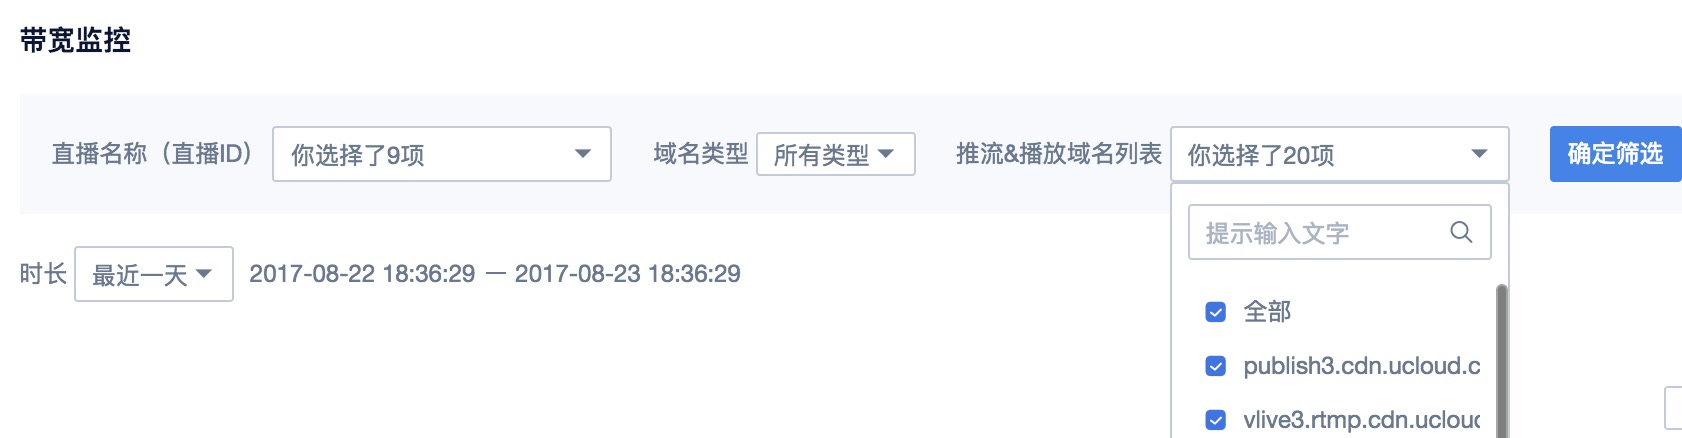 带宽监控
直播名称（直播ID） 你选择了9项 域名类型 所有类型 推流&播放域名列表 你选择了20项 确定筛选
提示输入文字
时长 最近一天 2017-08-22 18:36:29 — 2017-08-23 18:36:29
全部
publish3.cdn.ucloud.c
vlive3.rtmp.cdn.ucloud